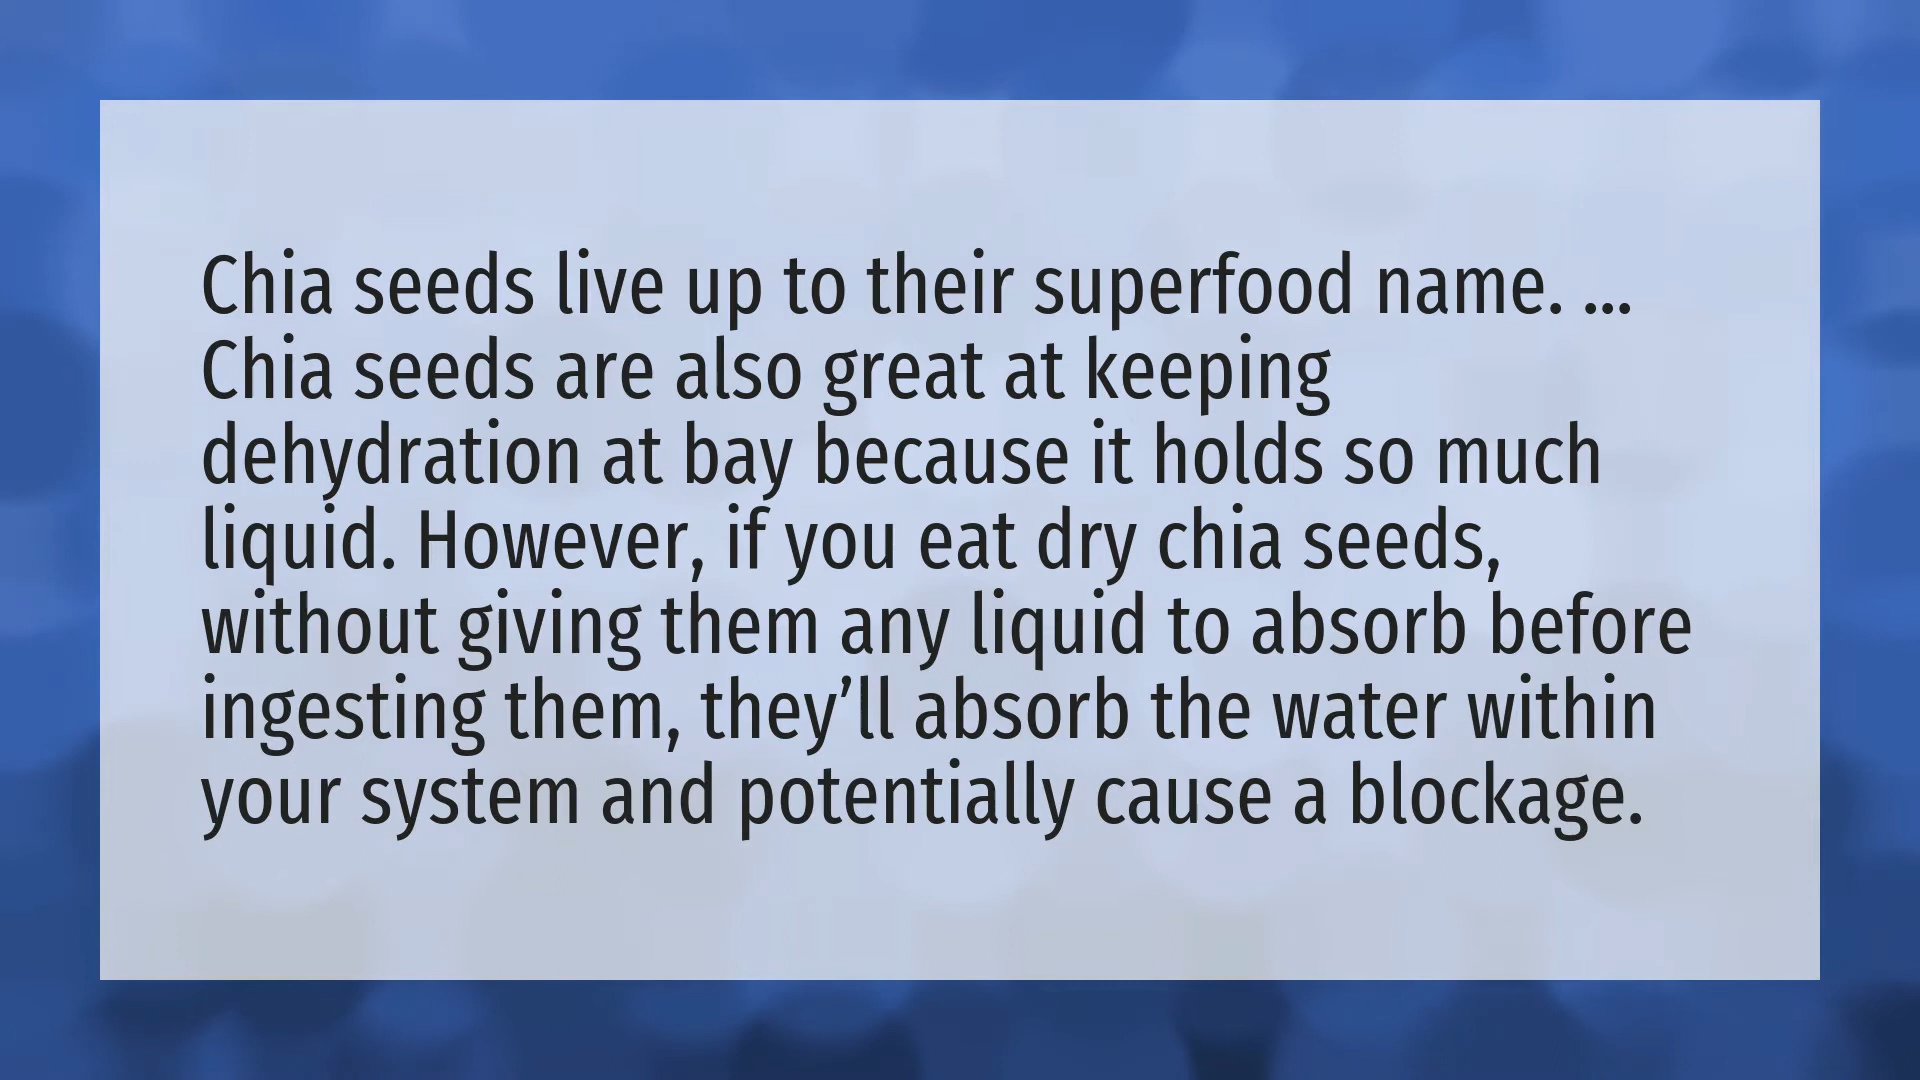 Chia seeds live up to their superfood name. ...
Chia seeds are also great at keeping
dehydration at bay because it holds so much
liquid. However, if you eat dry chia seeds,
without giving them any liquid to absorb before
ingesting them, they’ll absorb the water within
your system and potentially cause a blockage.